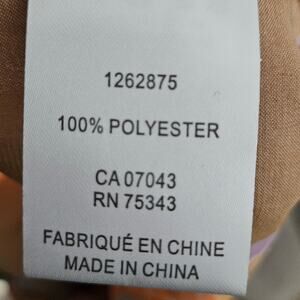 1262875
100% POLYESTER
CA 07043
RN 75343
FABRIQUÉ EN CHINE
MADE IN CHINA